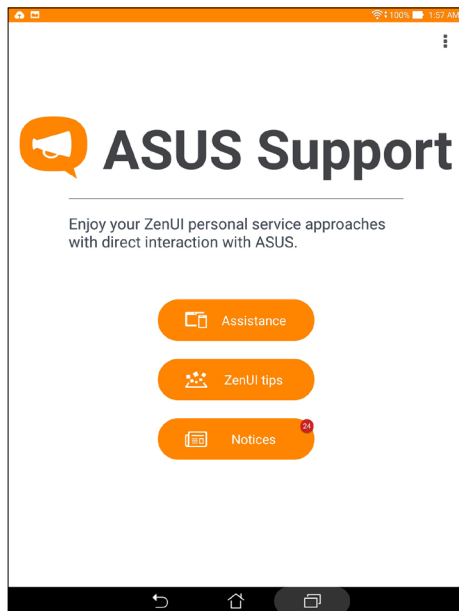 100% 1:57 AM
ASUS Support
Enjoy your ZenUI personal service approaches
with direct interaction with ASUS.
Assistance
ZenUI tips
24
Notices